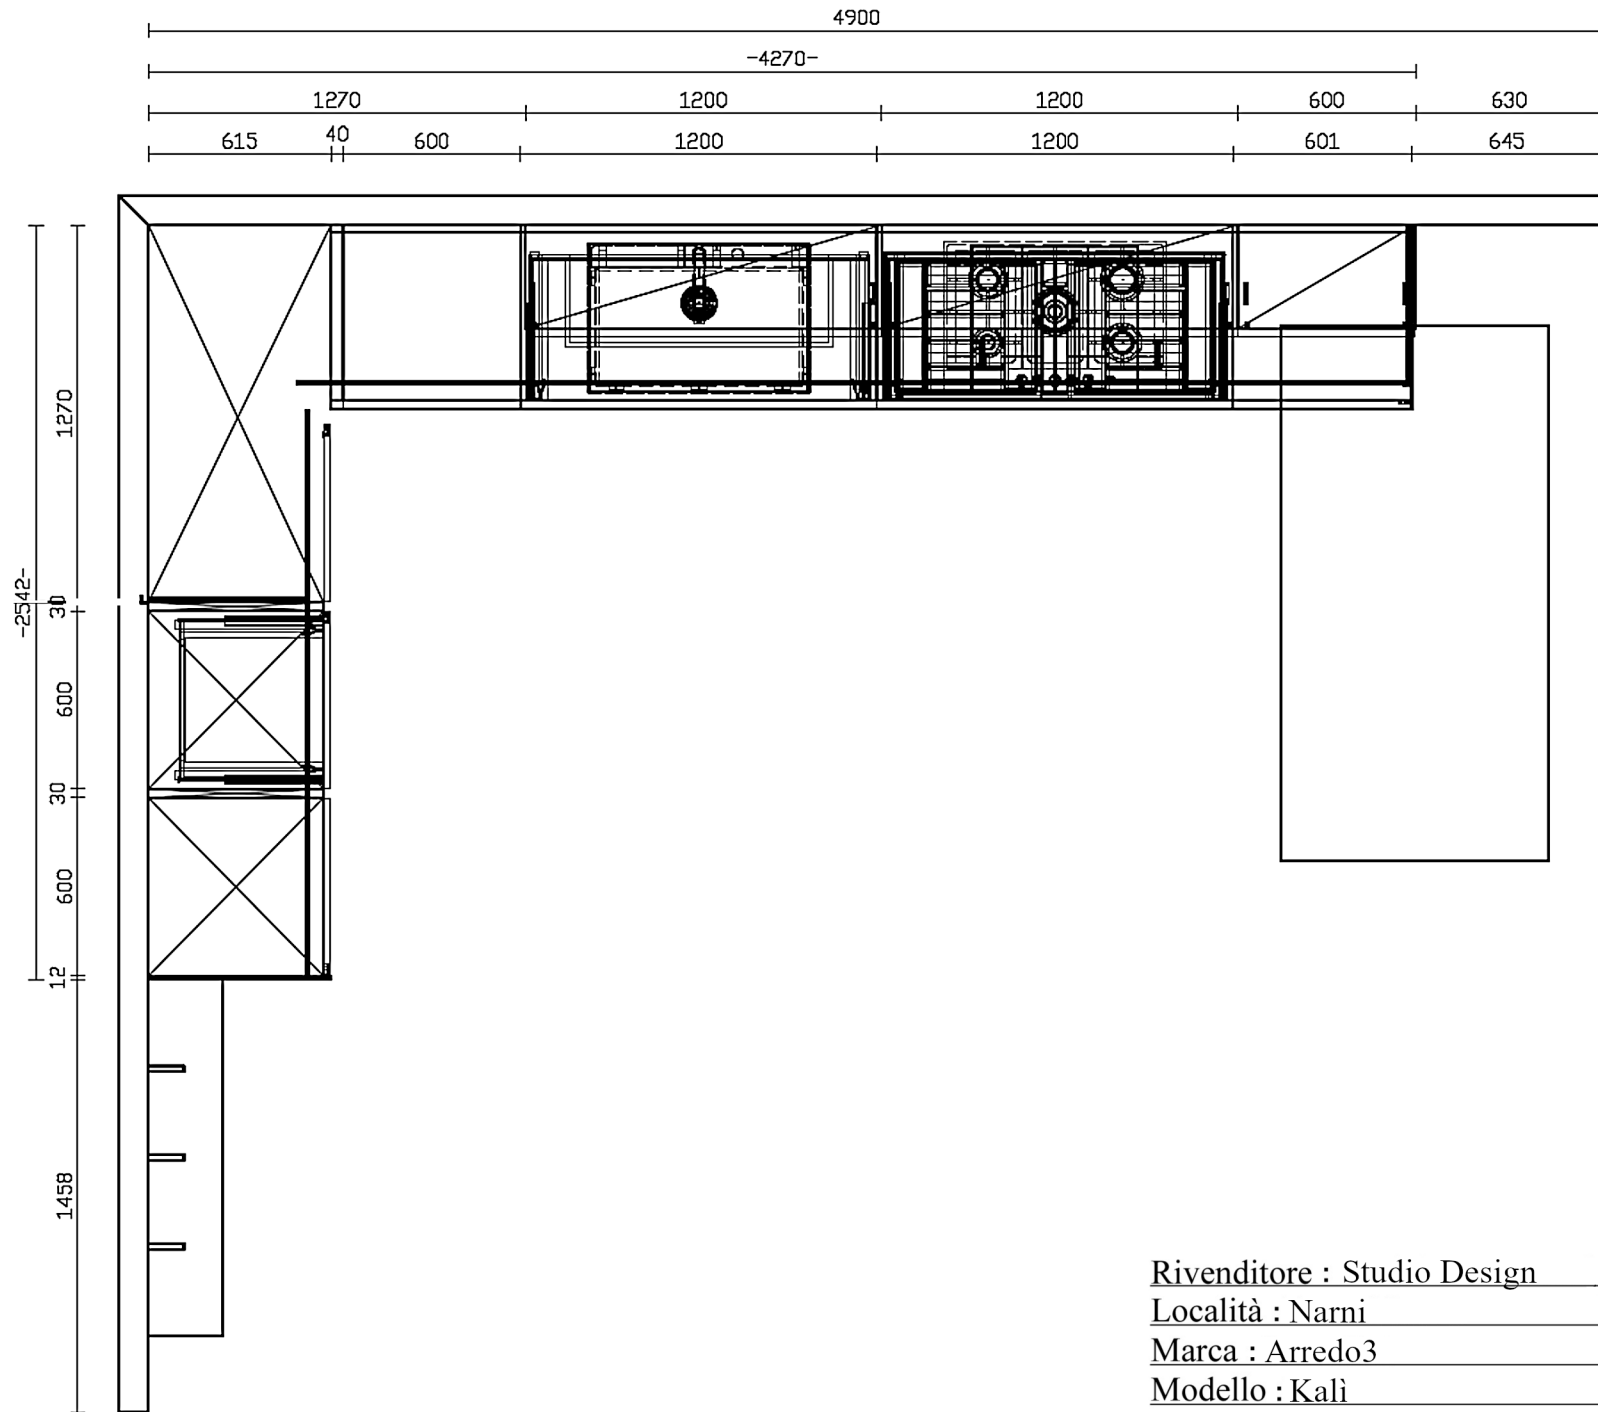 4900
-4270-
1270 1200 1200 600 630
615 40 600 1200 1200 601 645
1270
-2542-
30
600
30
600
12
1458
Rivenditore : Studio Design
Località : Narni
Marca : Arredo3
Modello : Kalì